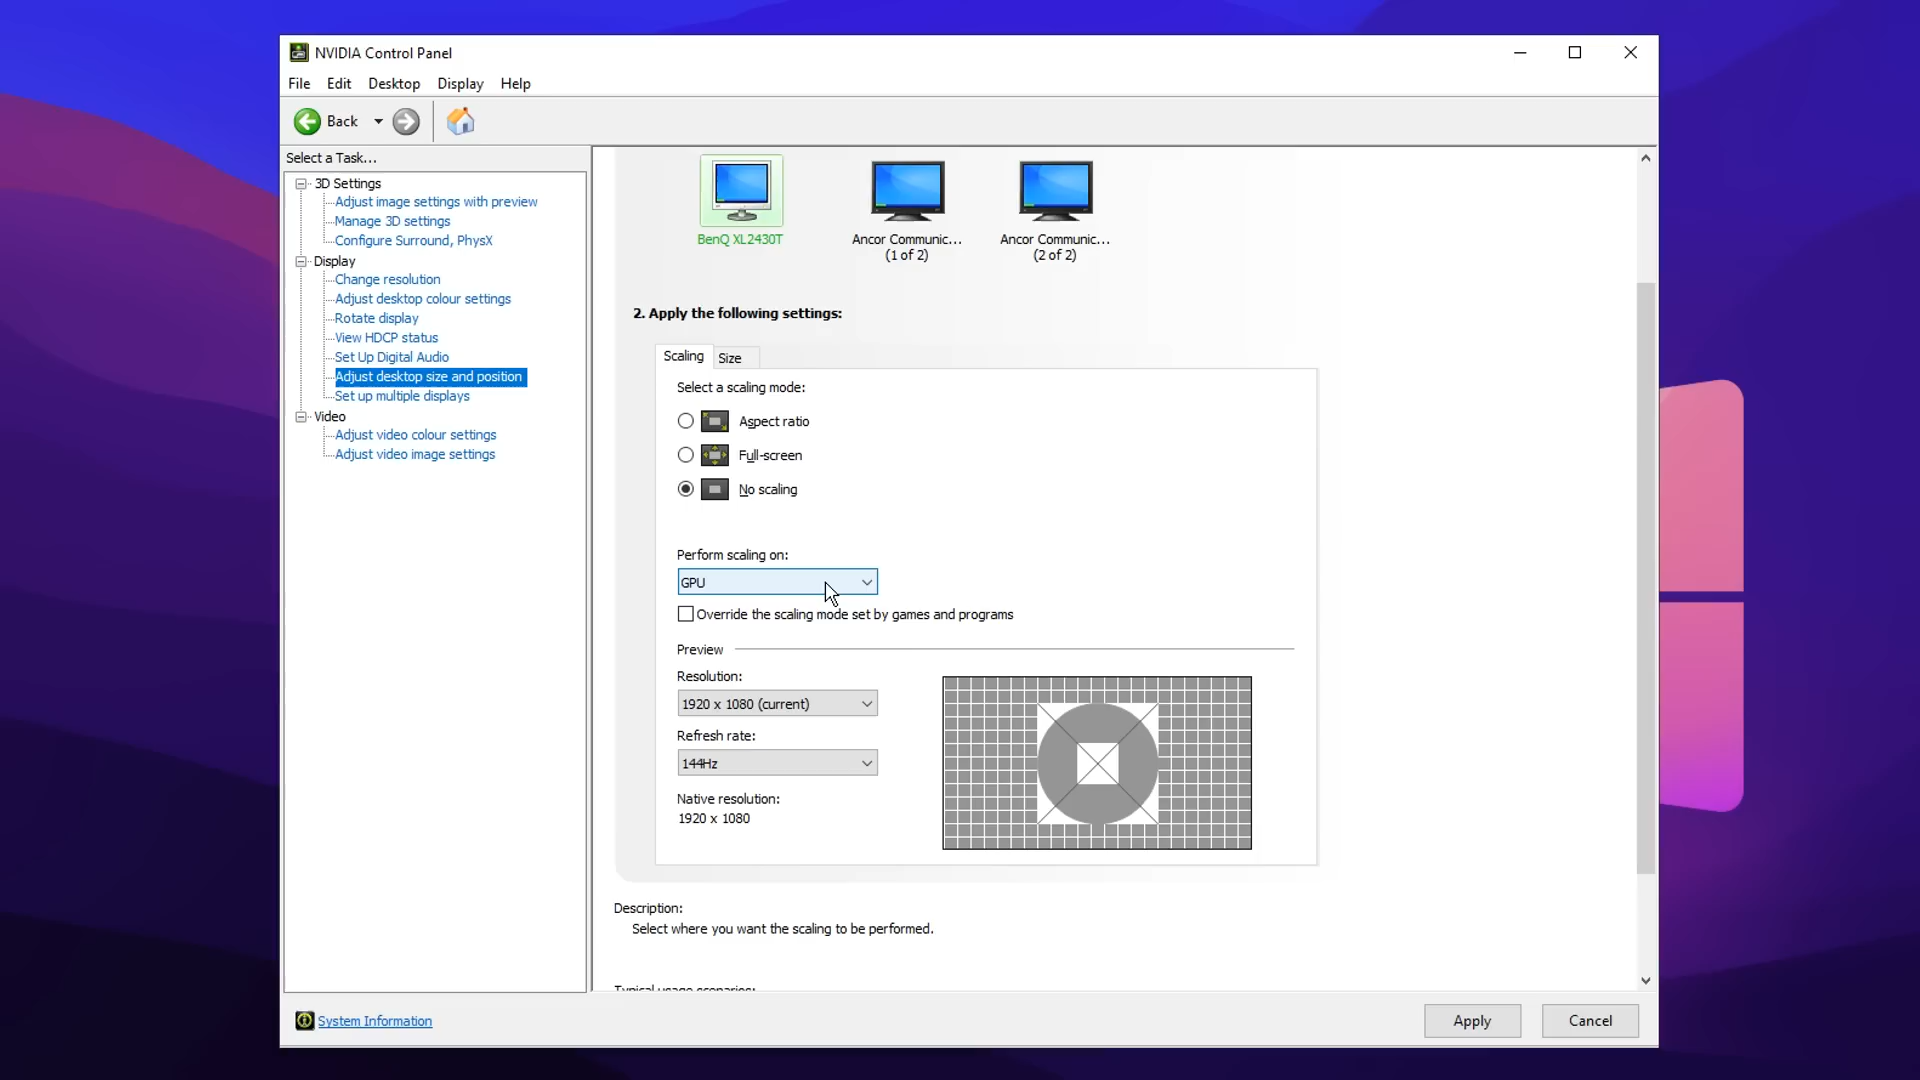 NVIDIA Control Panel
File Edit Desktop Display Help
Back
Select a Task...
3D Settings
Adjust image settings with preview
Manage 3D settings
Configure Surround, PhysX
Display
Change resolution
Adjust desktop colour settings
Rotate display
View HDCP status
Set Up Digital Audio
Adjust desktop size and position
Set up multiple displays
Video
Adjust video colour settings
Adjust video image settings
System Information
BenQ XL2430T
Ancor Communic...
(1 of 2)
Ancor Communic...
(2 of 2)
2. Apply the following settings:
Scaling Size
Select a scaling mode:
Aspect ratio
Full-screen
No scaling
Perform scaling on:
GPU
Override the scaling mode set by games and programs
Preview
Resolution:
1920 x 1080 (current)
Refresh rate:
144Hz
Native resolution:
1920 x 1080
Description:
Select where you want the scaling to be performed.
Typical usage scenarios:
Apply Cancel